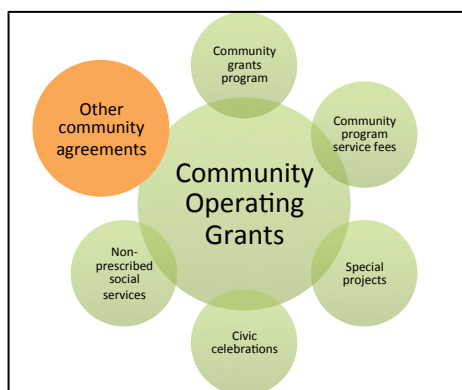 Community
grants
program
Other
community
agreements
Community
program
service fees
Community
Operating
Grants
Non-
prescribed
social
services
Special
projects
Civic
celebrations